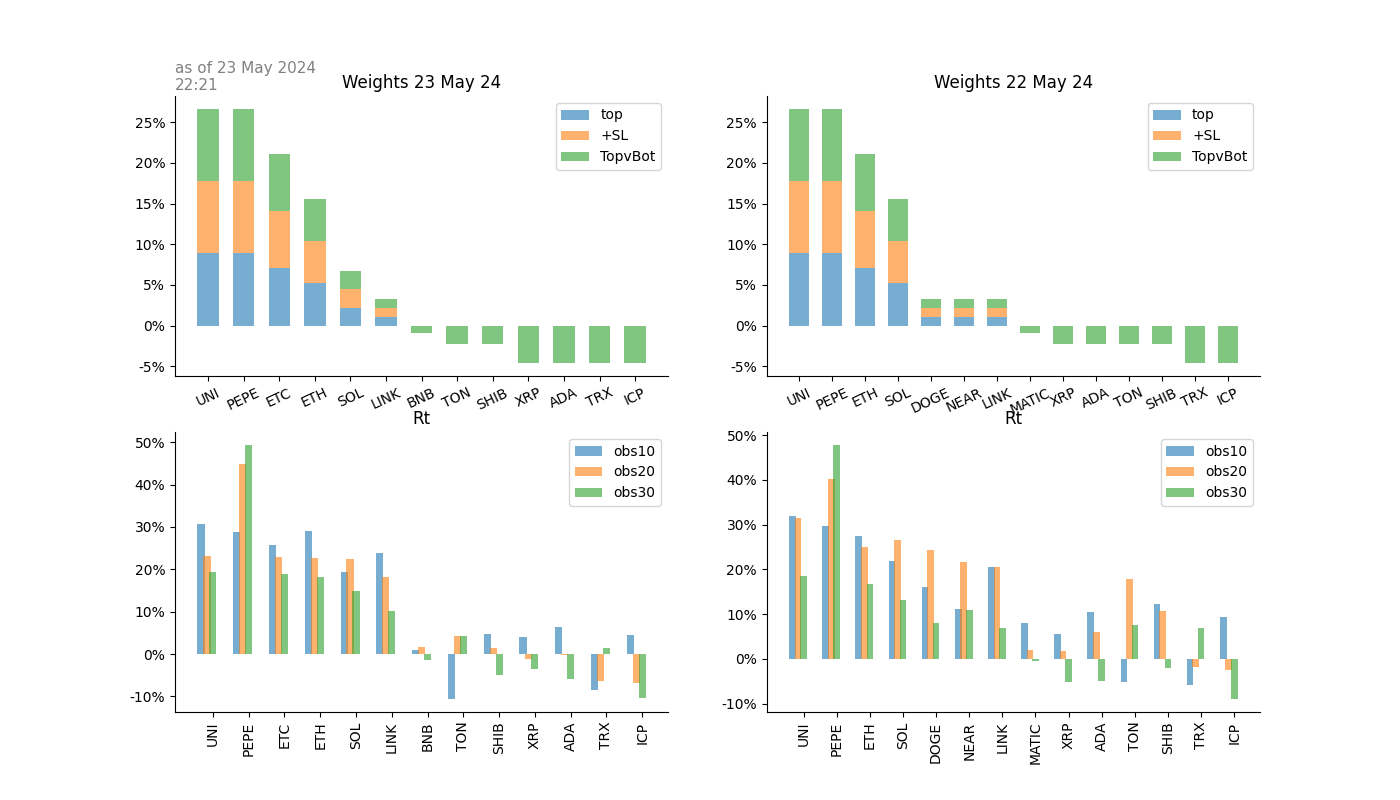 as of 23 May 2024
22:21
Weights 23 May 24
25%
20%
15%
10%
5%
0%
-5%
top
+SL
TopvBot
UNI PEPE ETC ETH SOL LINK BNB TON SHIB XRP ADA TRX ICP
Weights 22 May 24
25%
20%
15%
10%
5%
0%
-5%
top
+SL
TopvBot
UNI PEPE ETH SOL DOGE NEAR LINK MATIC XRP ADA TON SHIB TRX ICP
Rt
50%
40%
30%
20%
10%
0%
-10%
obs10
obs20
obs30
UNI PEPE ETC ETH SOL LINK BNB TON SHIB XRP ADA TRX ICP
Rt
50%
40%
30%
20%
10%
0%
-10%
obs10
obs20
obs30
UNI PEPE ETH SOL DOGE NEAR LINK MATIC XRP ADA TON SHIB TRX ICP